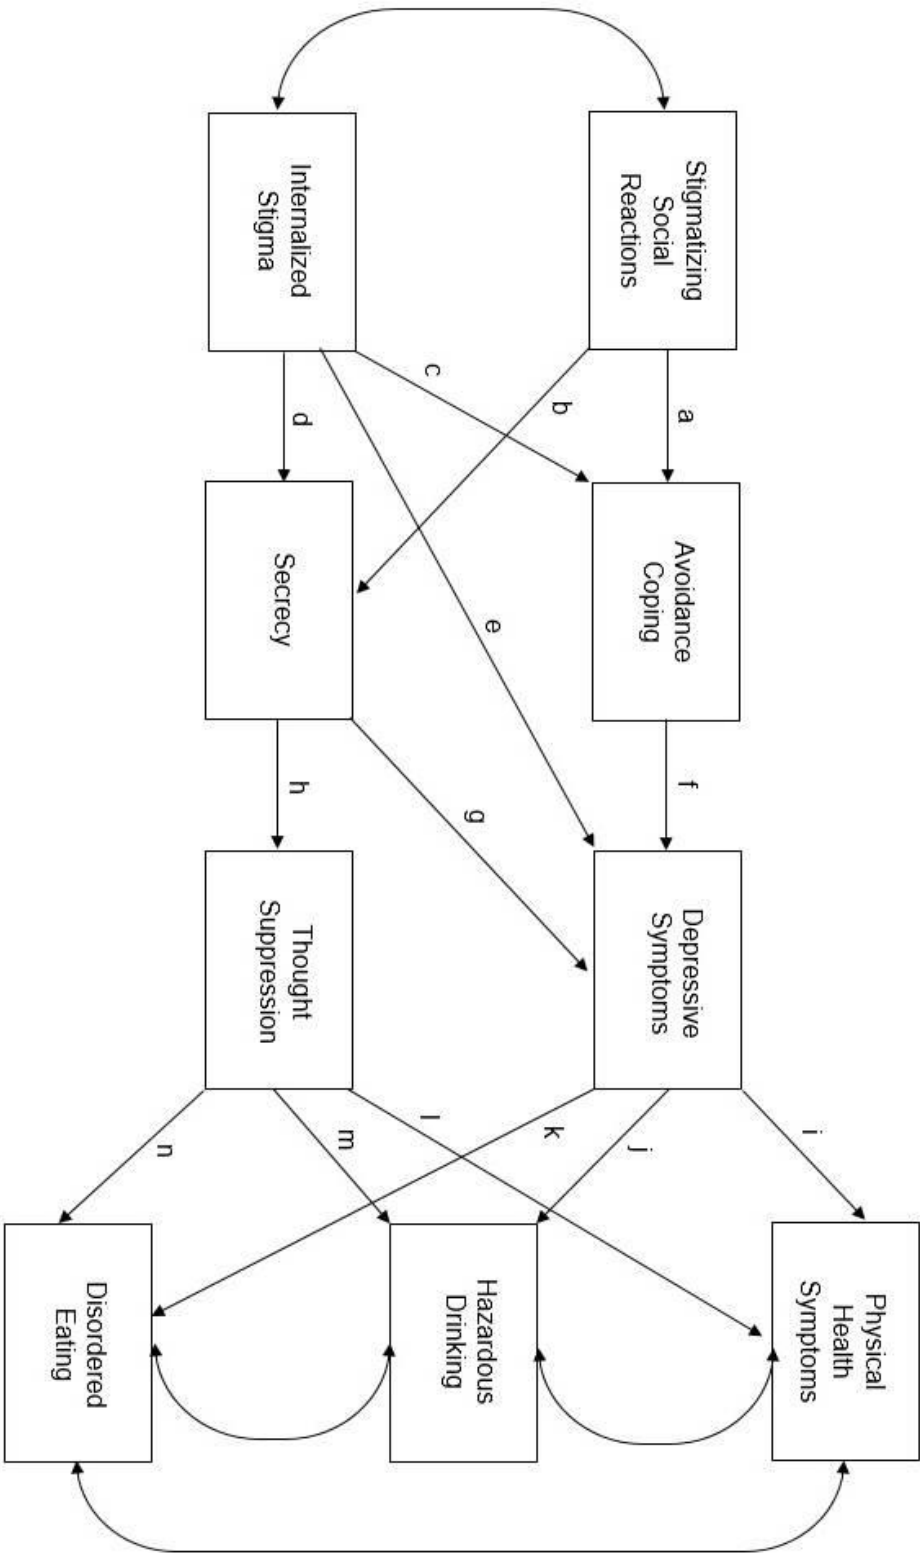 Stigmatizing
Social
Reactions
a
Avoidance
Coping
f
Depressive
Symptoms
i
Physical
Health
Symptoms
c
b
e
g
l
k
j
Hazardous
Drinking
Internalized
Stigma
d
Secrecy
h
Thought
Suppression
m
n
Disordered
Eating